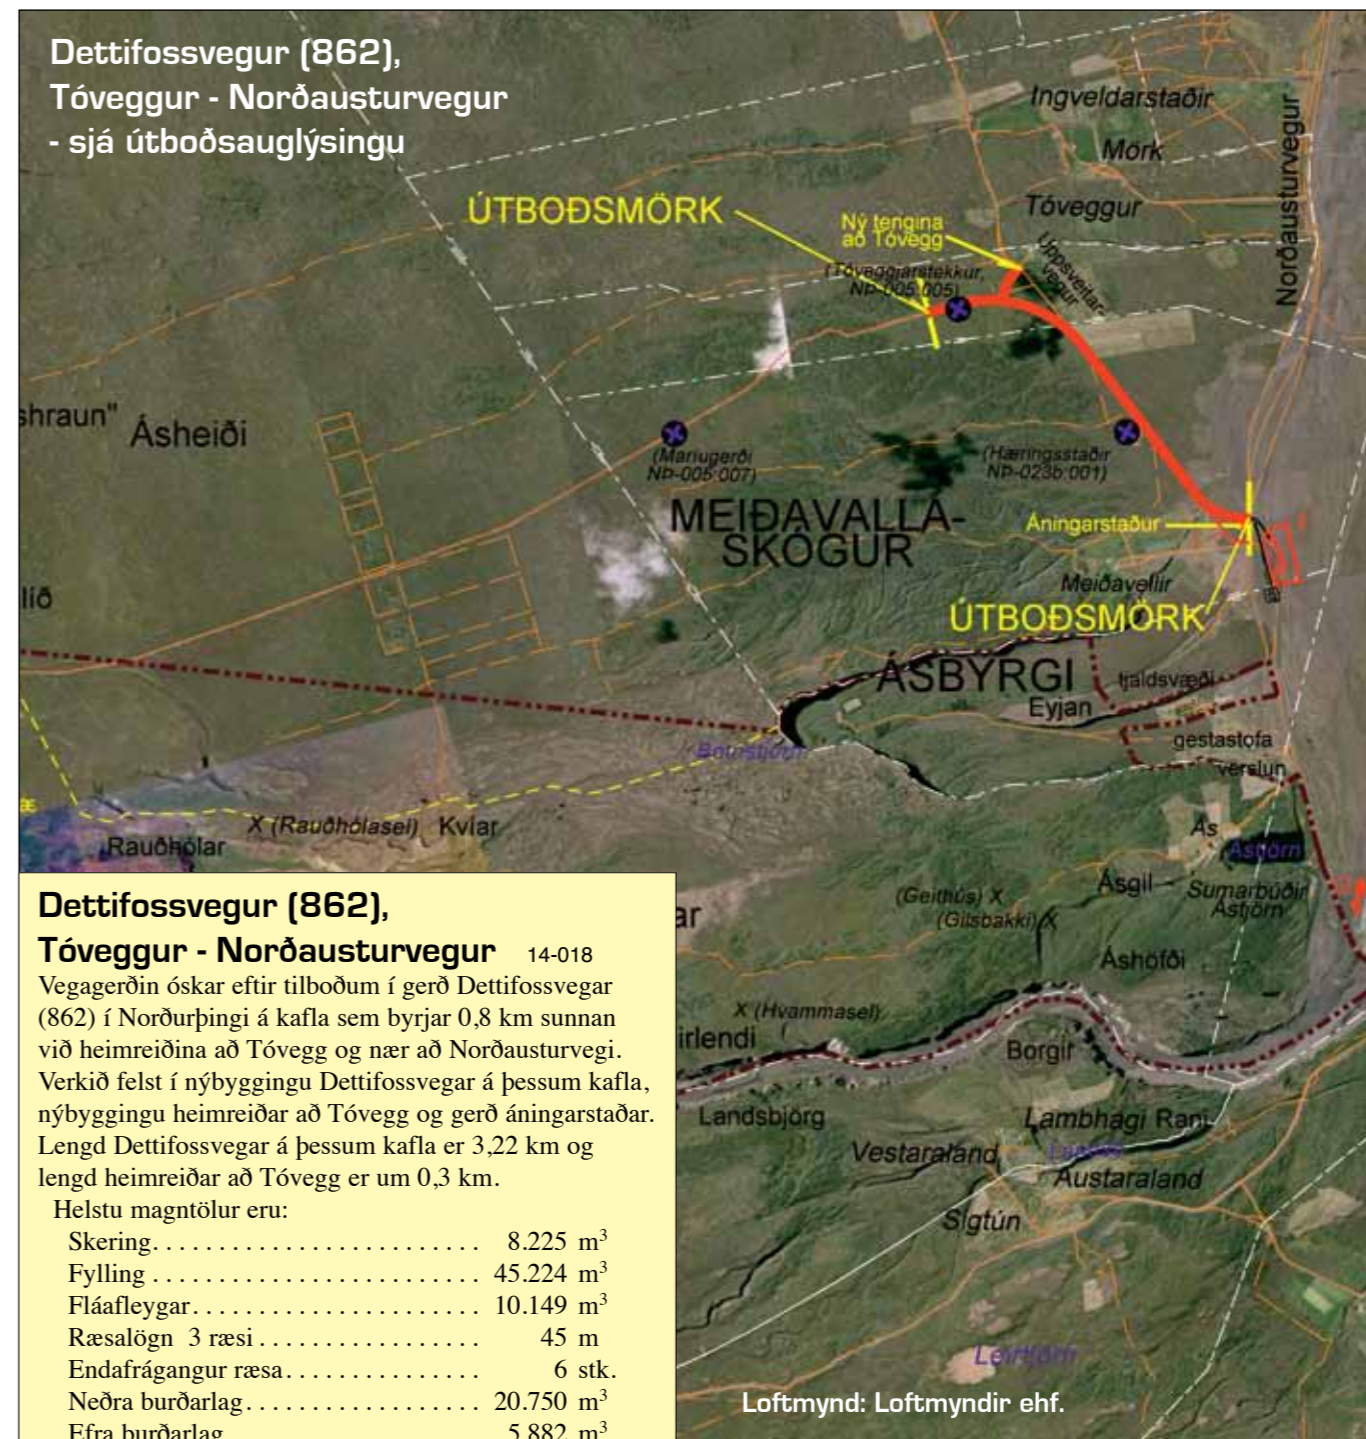 Dettifossvegur (862),
Tóveggur - Norðausturvegur
- sjá útboðsauglýsingu
Ingveldarstaðir
Mörk
Norðausturvegur
Tóveggur
ÚTBOÐSMÖRK
Ný tengina
að Tóvegg
Uppsveitar-
vegur
(Tóveggjarstekkur,
NÞ-005:005)
shraun"
Ásheiði
(Mariugerði
NÞ-005:007)
(Hæringsstaðir
NÞ-023b:001)
MEIÐAVALLA-
SKÓGUR
Áningarstaður
Meiðavellir
líð
ÚTBOÐSMÖRK
ÁSBYRGI
tjaldsvæði
Eyjan
gestastofa
verslun
Botnstjörn
X (Rauðhólasel)
Kvíar
Rauðhólar
Ás
Ástjörn
Ásgil
Sumarbúðir
Ástjörn
(Geithús) X
(Gilsbakki) X
ar
Áshöfði
X (Hvammasel)
irlendi
Borgir
Landsbjörg
Lambhagi
Rani
Vestaraland
Austaraland
Sigtún
Leirtjörn
Loftmynd: Loftmyndir ehf.
Dettifossvegur (862),
Tóveggur - Norðausturvegur 14-018
Vegagerðin óskar eftir tilboðum í gerð Dettifossvegar
(862) í Norðurþingi á kafla sem byrjar 0,8 km sunnan
við heimreiðina að Tóvegg og nær að Norðausturvegi.
Verkið felst í nýbyggingu Dettifossvegar á þessum kafla,
nýbyggingu heimreiðar að Tóvegg og gerð áningarstaðar.
Lengd Dettifossvegar á þessum kafla er 3,22 km og
lengd heimreiðar að Tóvegg er um 0,3 km.
Helstu magntölur eru:
Skering. . . . . . . . . . . . . . . . . . . . . . . . . 8.225 m³
Fylling . . . . . . . . . . . . . . . . . . . . . . . . . 45.224 m³
Fláafleygar. . . . . . . . . . . . . . . . . . . . . . 10.149 m³
Ræsalögn 3 ræsi . . . . . . . . . . . . . . . . . 45 m
Endafrágangur ræsa. . . . . . . . . . . . . . . 6 stk.
Neðra burðarlag. . . . . . . . . . . . . . . . . . 20.750 m³
Efra burðarlag 5.882 m³